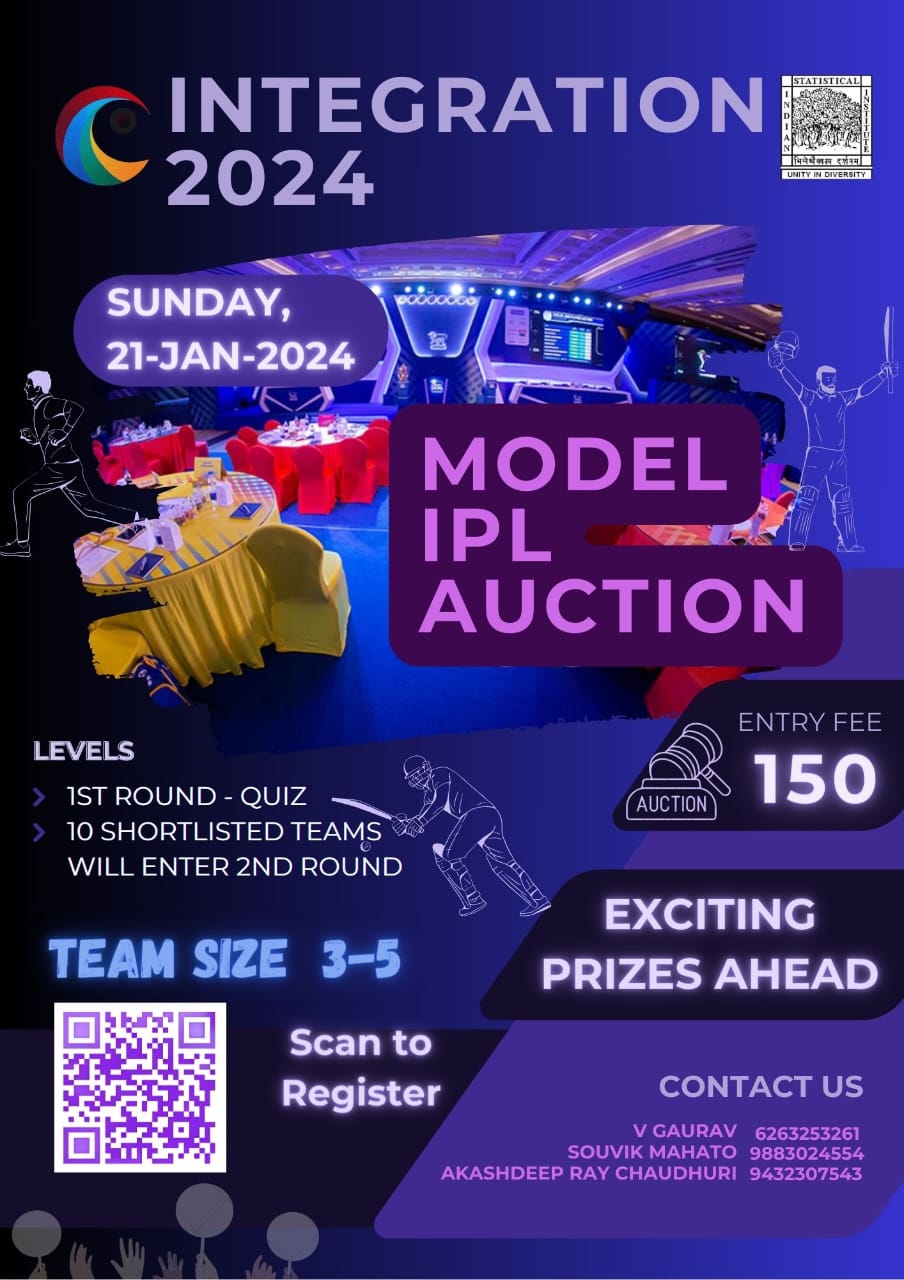 INTEGRATION
2024
STATISTICAL
INDIAN
INSTITUTE
भिन्नेष्वैक्यस्य दर्शनम्
UNITY IN DIVERSITY
SUNDAY,
21-JAN-2024
MODEL
IPL
AUCTION
ENTRY FEE
150
AUCTION
LEVELS
1ST ROUND - QUIZ
10 SHORTLISTED TEAMS
WILL ENTER 2ND ROUND
EXCITING
PRIZES AHEAD
TEAM SIZE 3-5
Scan to
Register
CONTACT US
V GAURAV 6263253261
SOUVIK MAHATO 9883024554
AKASHDEEP RAY CHAUDHURI 9432307543